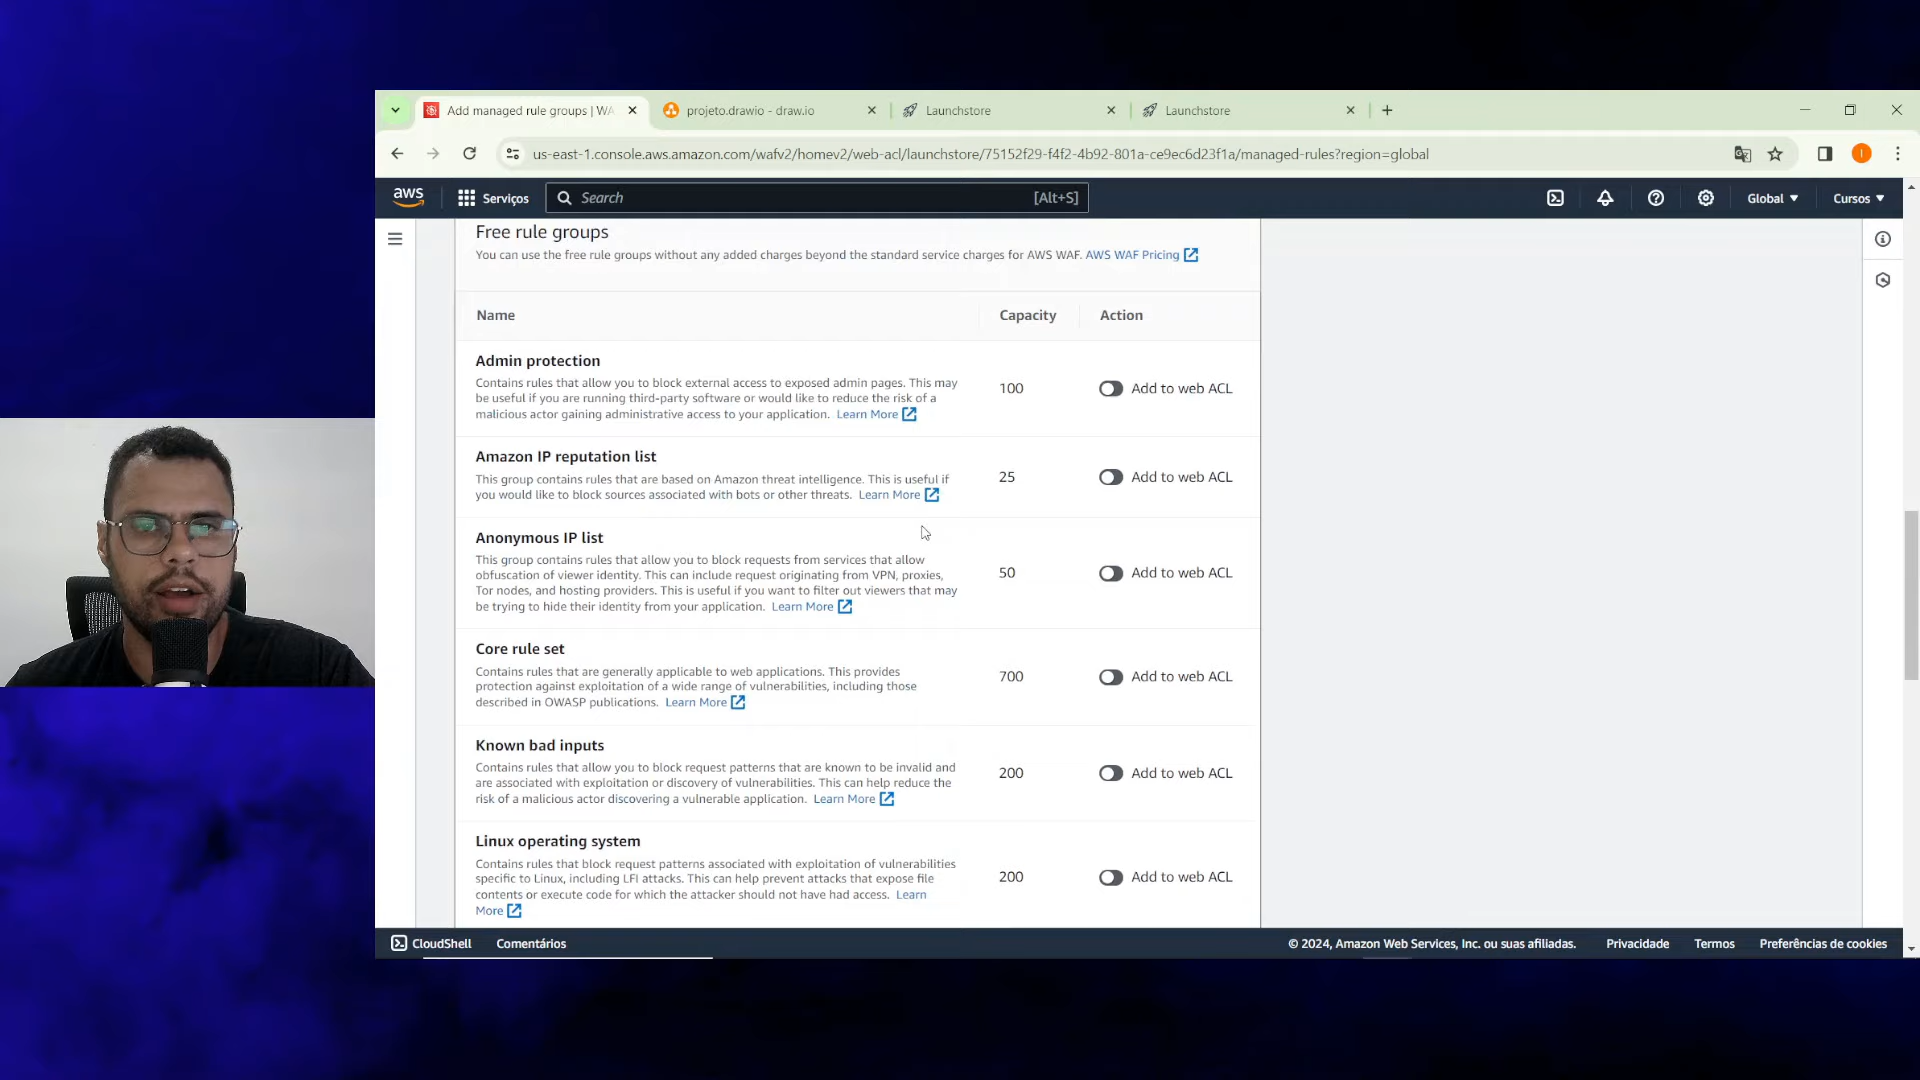 Add managed rule groups | WA
projeto.drawio - draw.io
Launchstore
Launchstore
us-east-1.console.aws.amazon.com/wafv2/homev2/web-acl/launchstore/75152f29-f4f2-4b92-801a-ce9ec6d23f1a/managed-rules?region=global
aws
Serviços
Search
[Alt+S]
Global
Cursos
Free rule groups
You can use the free rule groups without any added charges beyond the standard service charges for AWS WAF. AWS WAF Pricing
Name
Capacity
Action
Admin protection
Contains rules that allow you to block external access to exposed admin pages. This may
be useful if you are running third-party software or would like to reduce the risk of a
malicious actor gaining administrative access to your application. Learn More
100
Add to web ACL
Amazon IP reputation list
This group contains rules that are based on Amazon threat intelligence. This is useful if
you would like to block sources associated with bots or other threats. Learn More
25
Add to web ACL
Anonymous IP list
This group contains rules that allow you to block requests from services that allow
obfuscation of viewer identity. This can include request originating from VPN, proxies,
Tor nodes, and hosting providers. This is useful if you want to filter out viewers that may
be trying to hide their identity from your application. Learn More
50
Add to web ACL
Core rule set
Contains rules that are generally applicable to web applications. This provides
protection against exploitation of a wide range of vulnerabilities, including those
described in OWASP publications. Learn More
700
Add to web ACL
Known bad inputs
Contains rules that allow you to block request patterns that are known to be invalid and
are associated with exploitation or discovery of vulnerabilities. This can help reduce the
risk of a malicious actor discovering a vulnerable application. Learn More
200
Add to web ACL
Linux operating system
Contains rules that block request patterns associated with exploitation of vulnerabilities
specific to Linux, including LFI attacks. This can help prevent attacks that expose file
contents or execute code for which the attacker should not have had access. Learn
More
200
Add to web ACL
CloudShell
Comentários
© 2024, Amazon Web Services, Inc. ou suas afiliadas.
Privacidade
Termos
Preferências de cookies